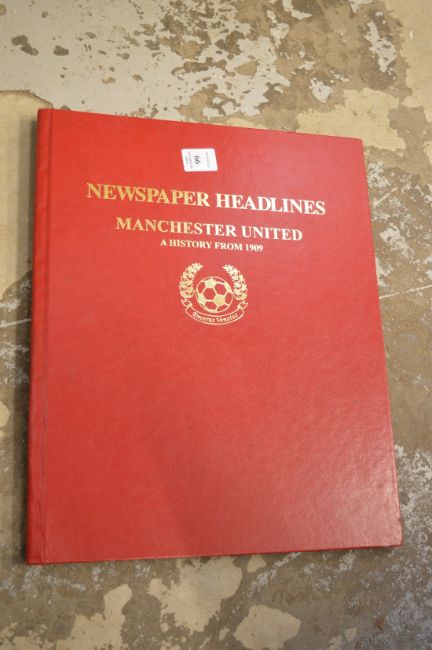 NEWSPAPER HEADLINES
MANCHESTER UNITED
A HISTORY FROM 1909